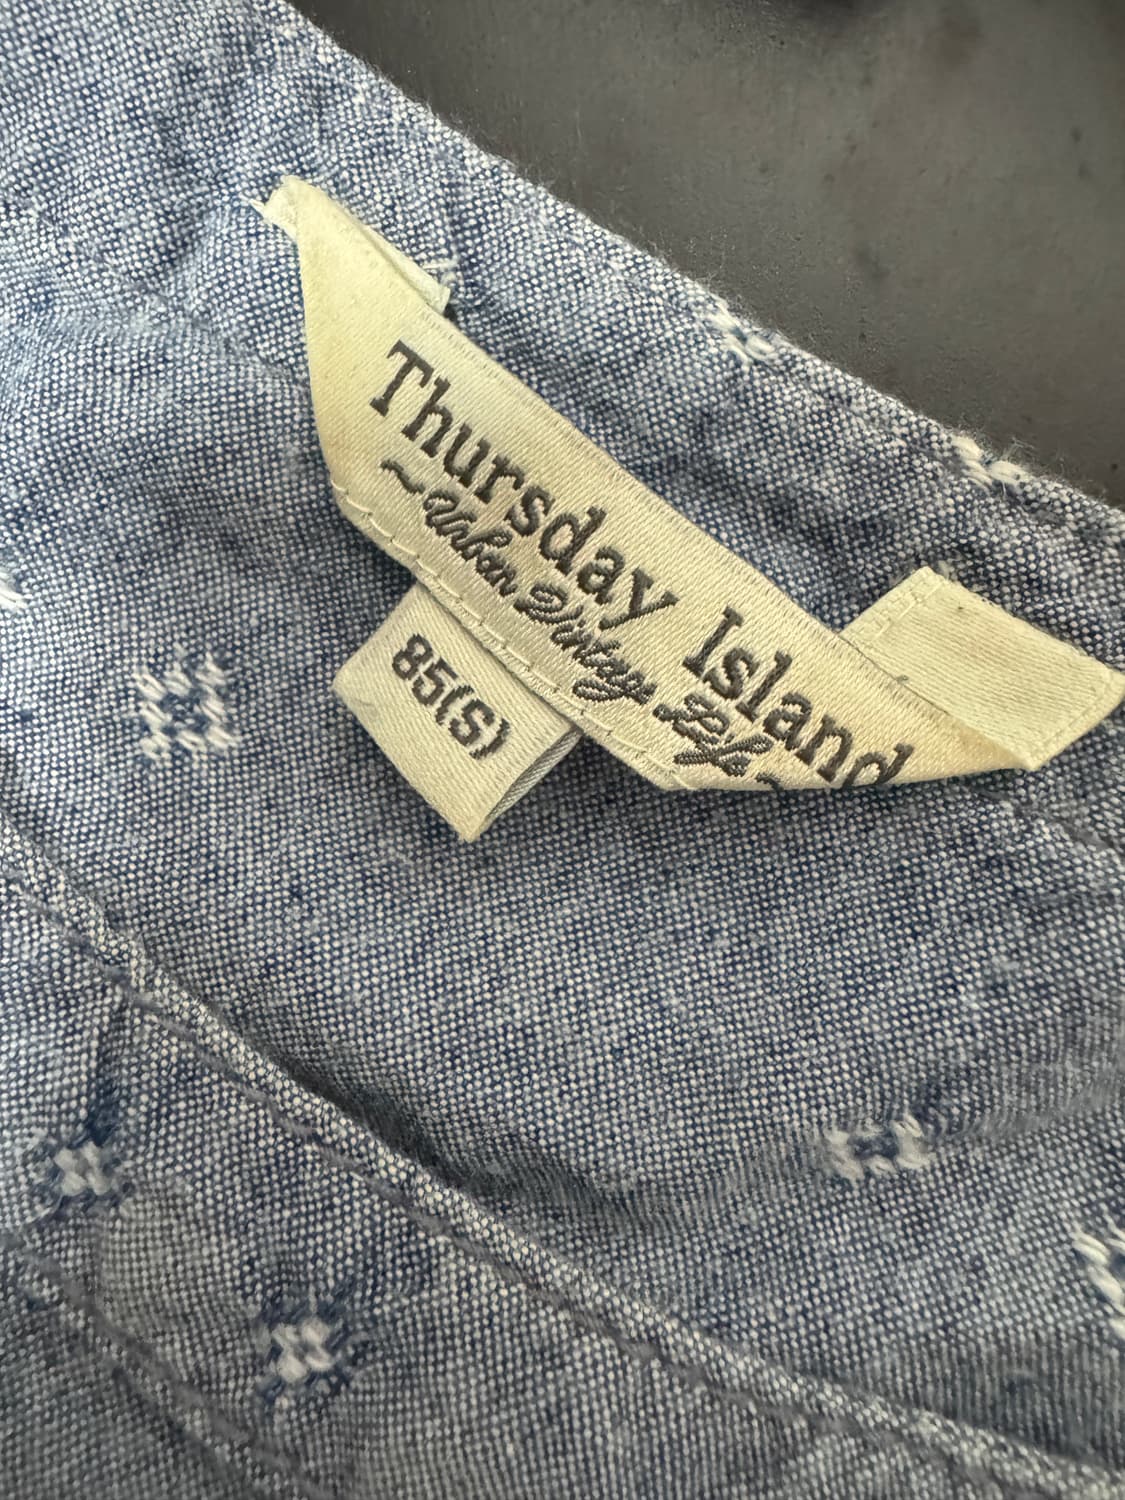 Thursday Island
~Urban Vintage Life~
85(S)